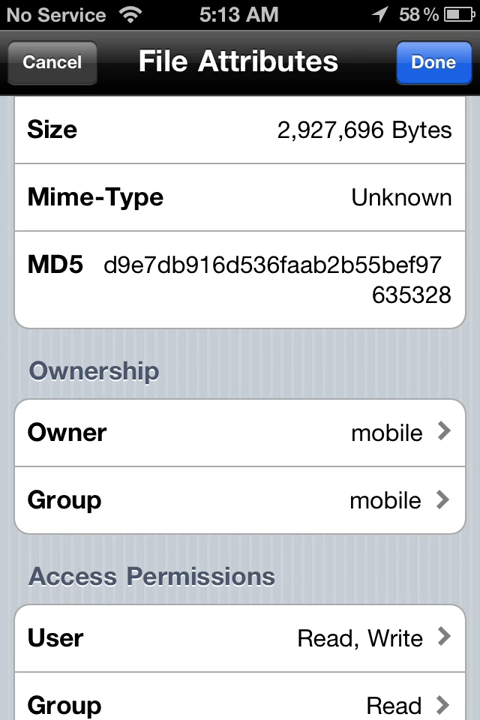 No Service 5:13 AM 58%
Cancel File Attributes Done
Size 2,927,696 Bytes
Mime-Type Unknown
MD5 d9e7db916d536faab2b55bef97
635328
Ownership
Owner mobile
Group mobile
Access Permissions
User Read, Write
Group Read